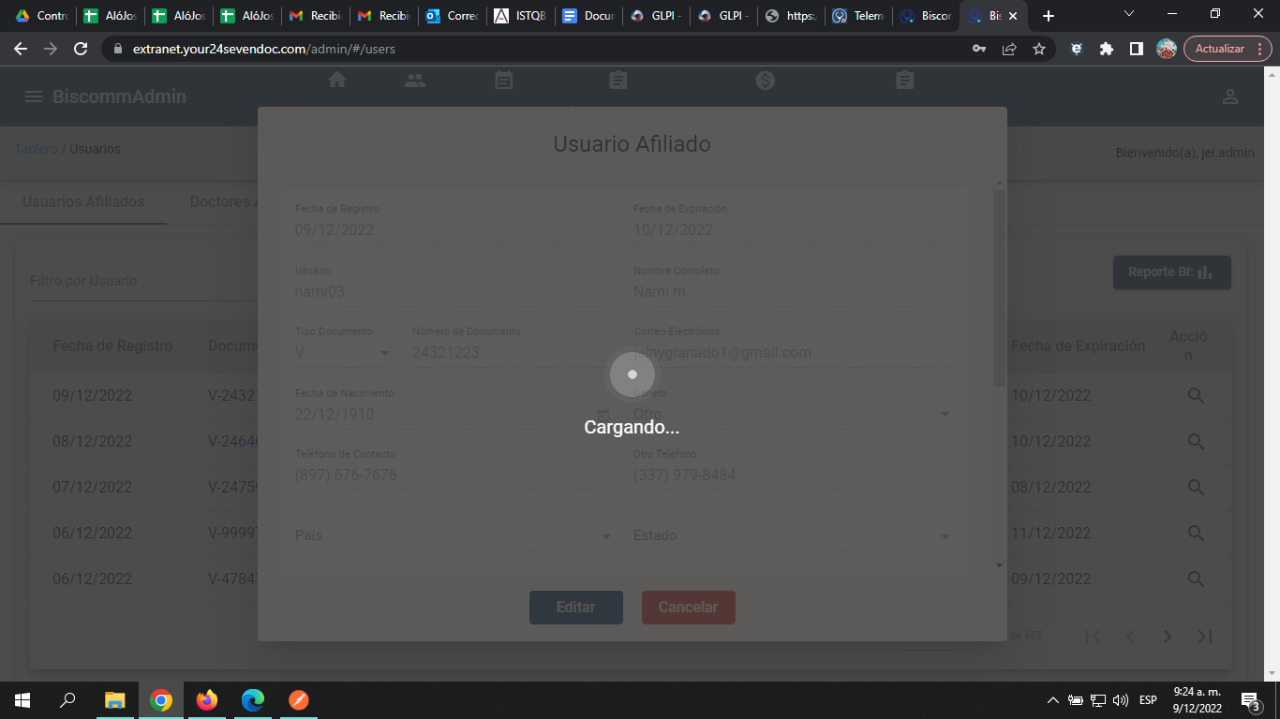 Contro
AlóJos
AlóJos
AlóJos
Recibi
Recibi
Correo
ISTQB
Docur
GLPI -
GLPI -
https:/
Telem
Biscon
Bis
extranet.your24sevendoc.com/admin/#/users
Actualizar
BiscommAdmin
Tablero / Usuarios
Bienvenido(a), jei.admin
Usuarios Afiliados
Doctores A
Usuario Afiliado
Filtro por Usuario
Reporte BI:
Fecha de Registro
Fecha de Expiración
09/12/2022
10/12/2022
Usuario
Nombre Completo
nami03
Nami.m
Tipo Documento
Número de Documento
Correo Electrónico
V
24321223
jeinygranado1@gmail.com
Fecha de Nacimiento
Género
22/12/1910
Otro
Cargando...
Teléfono de Contacto
Otro Teléfono
(897) 676-7676
(337) 979-8484
País
Estado
Editar
Cancelar
Fecha de Registro
Docume
Fecha de Expiración
Acción
09/12/2022
V-2432
10/12/2022
08/12/2022
V-2464
10/12/2022
07/12/2022
V-2475
08/12/2022
06/12/2022
V-9999
11/12/2022
06/12/2022
V-4784
09/12/2022
de 608
ESP
9:24 a. m.
9/12/2022
3